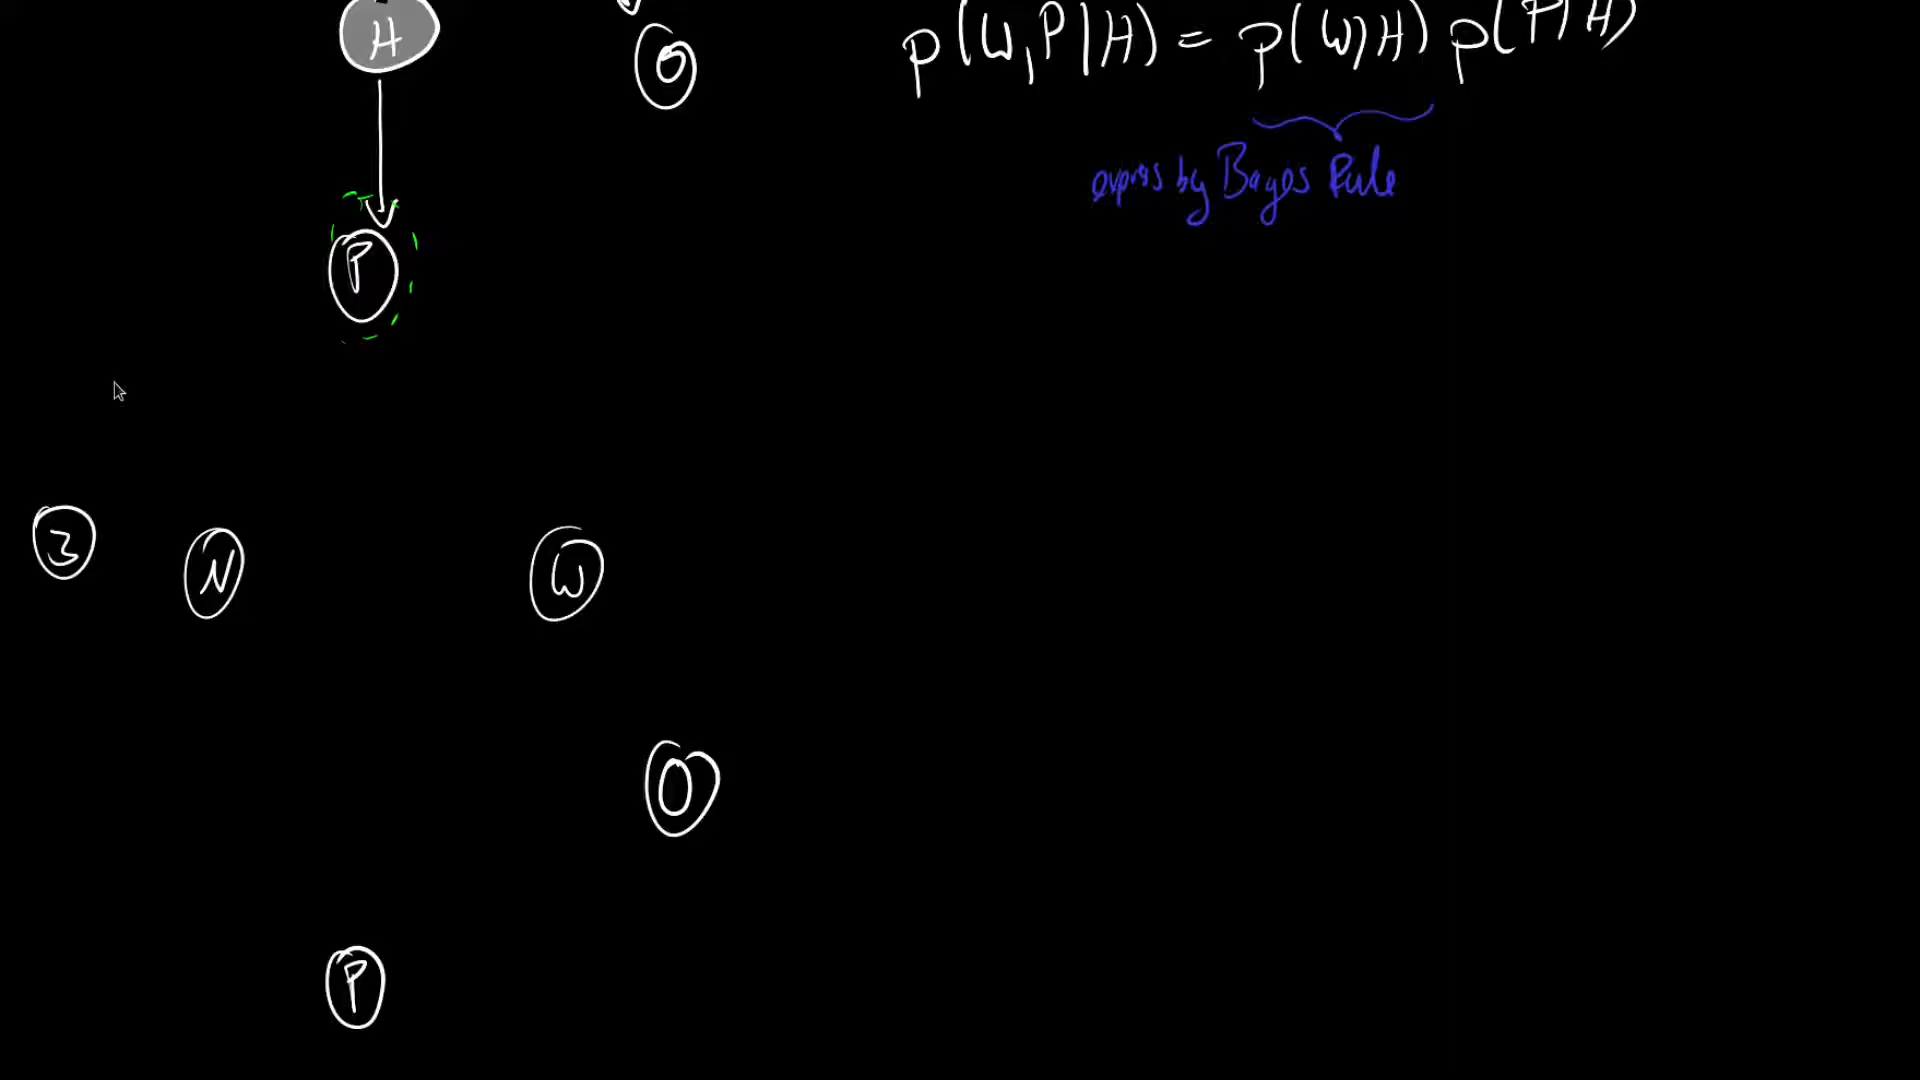 H
O
p(W,P|H) = p(W|H) p(P|H)
express by Bayes Rule
P
3
N
W
O
P